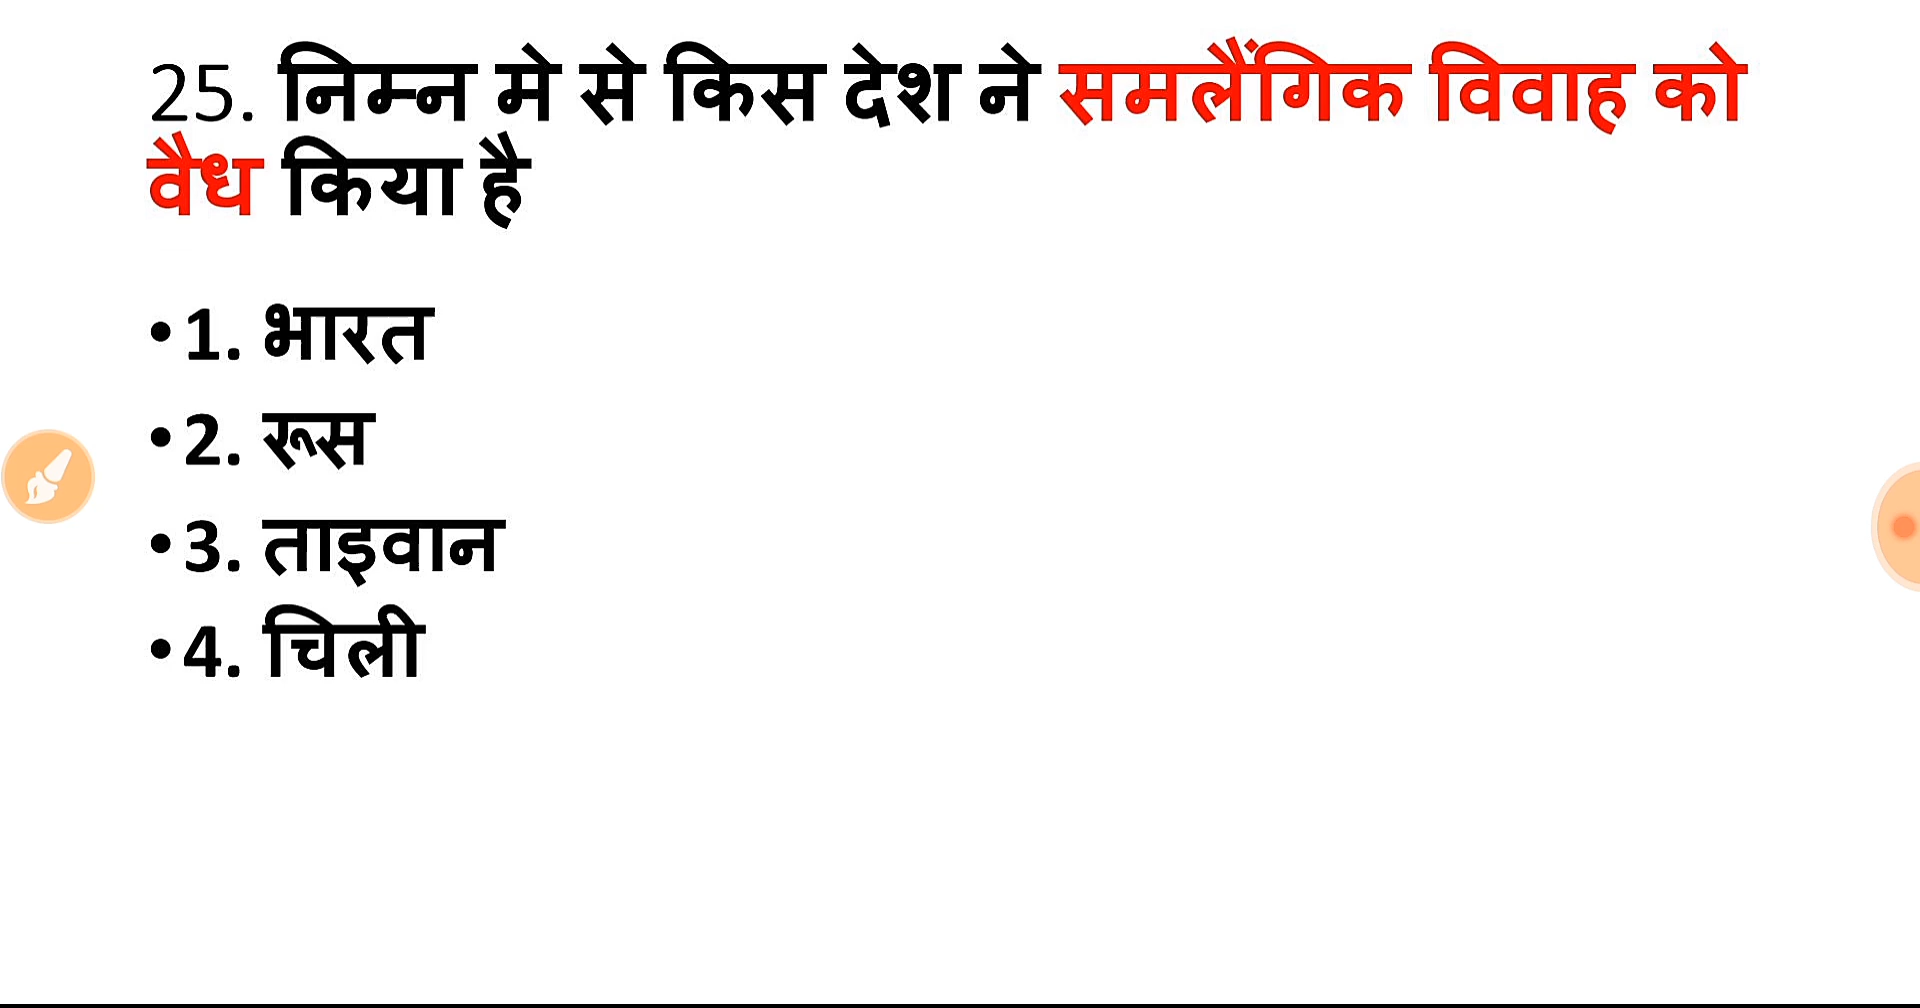 25. निम्न मे से किस देश ने समलैंगिक विवाह को
वैध किया है
•1. भारत
•2. रूस
•3. ताइवान
•4. चिली